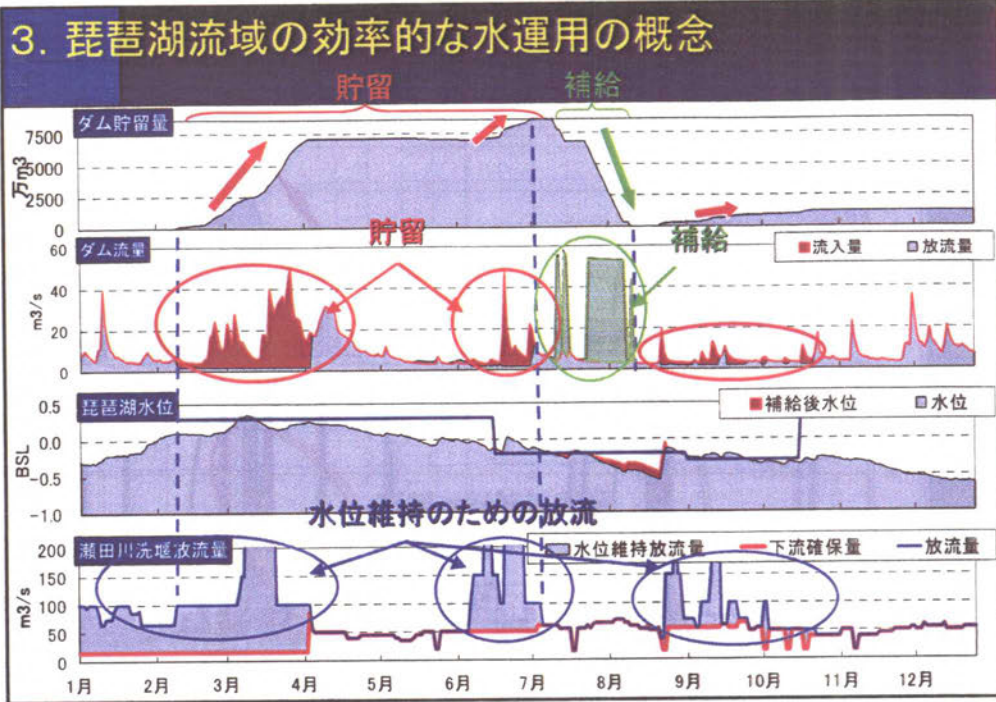 3. 琵琶湖流域の効率的な水運用の概念
貯留
補給
ダム貯留量
7500
5000
2500
0
万m3
貯留
補給
ダム流量
流入量
放流量
60
40
20
0
m3/s
琵琶湖水位
補給後水位
水位
0.5
0.0
-0.5
-1.0
BSL
水位維持のための放流
瀬田川洗堰放流量
水位維持放流量
下流確保量
放流量
200
150
100
50
0
m3/s
1月 2月 3月 4月 5月 6月 7月 8月 9月 10月 11月 12月